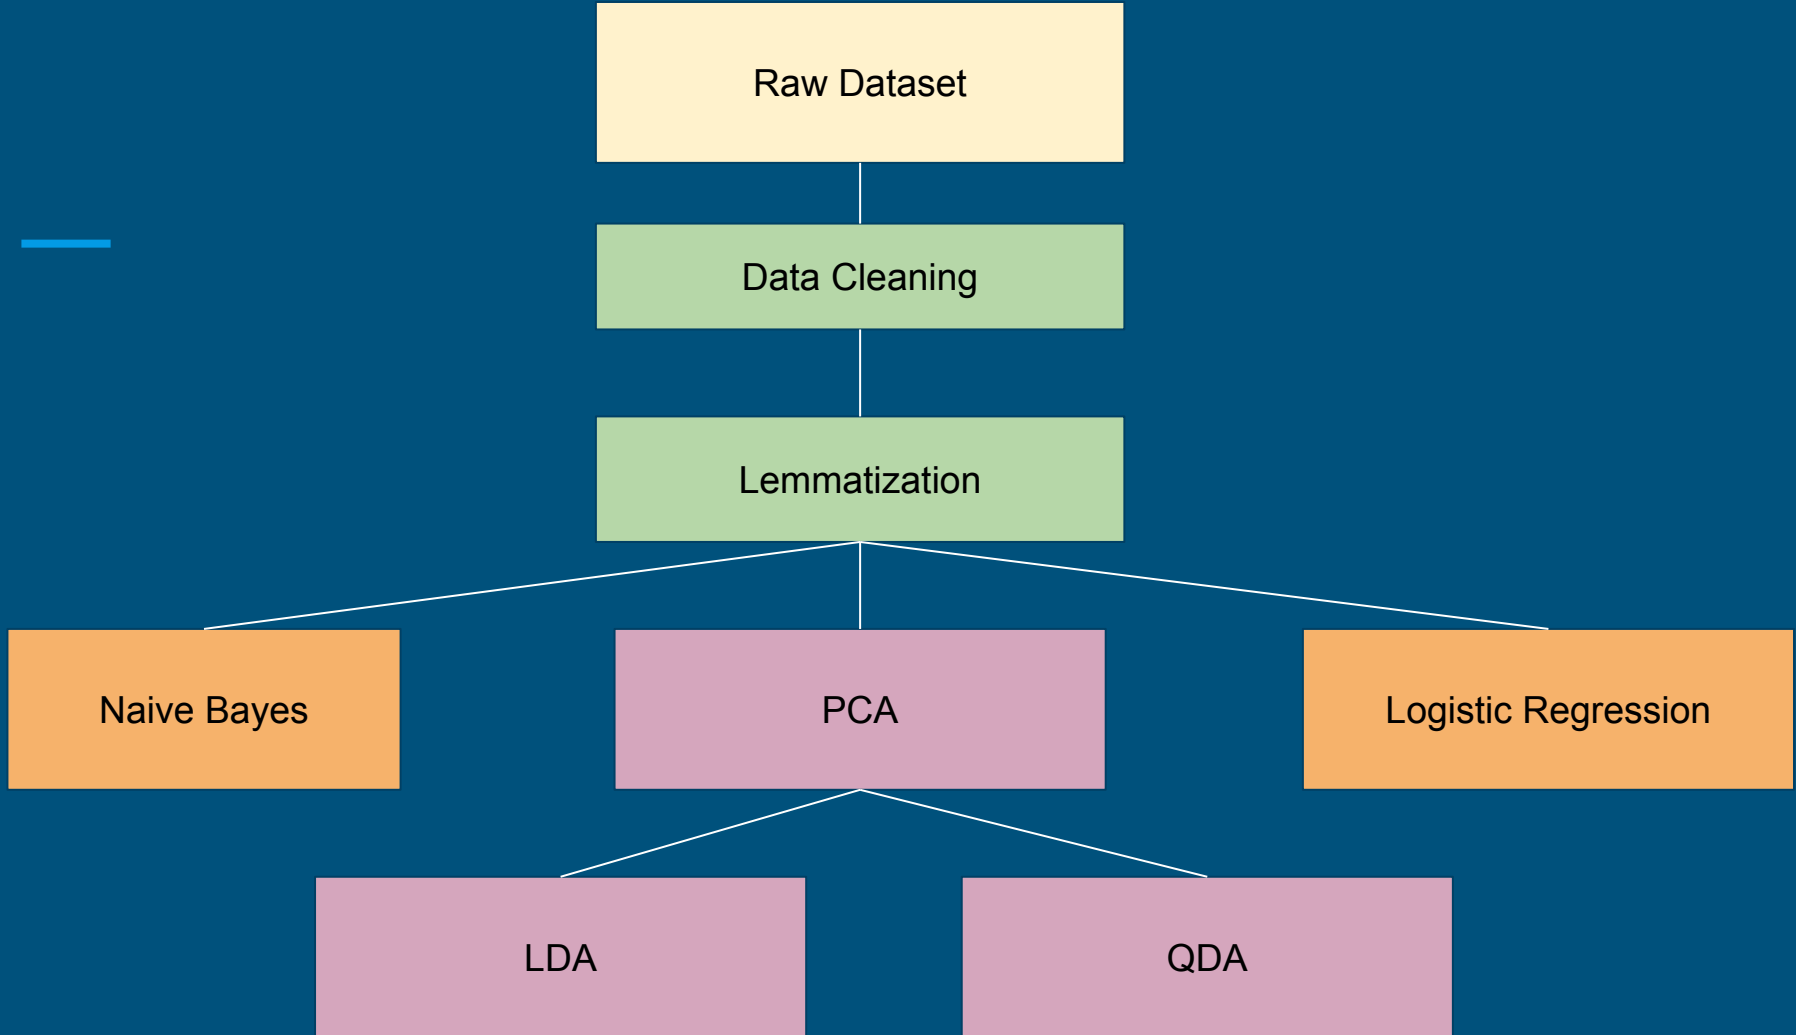 Raw Dataset
Data Cleaning
Lemmatization
Naive Bayes
PCA
Logistic Regression
LDA
QDA